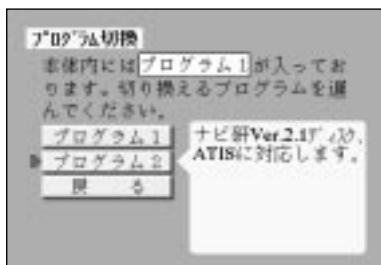 プログラム切換
本体内にはプログラム1が入ってお
ります。切り換えるプログラムを選
んでください。
プログラム1
プログラム2
戻 る
ナビ研Ver.2.1ディスク、
ATISに対応します。